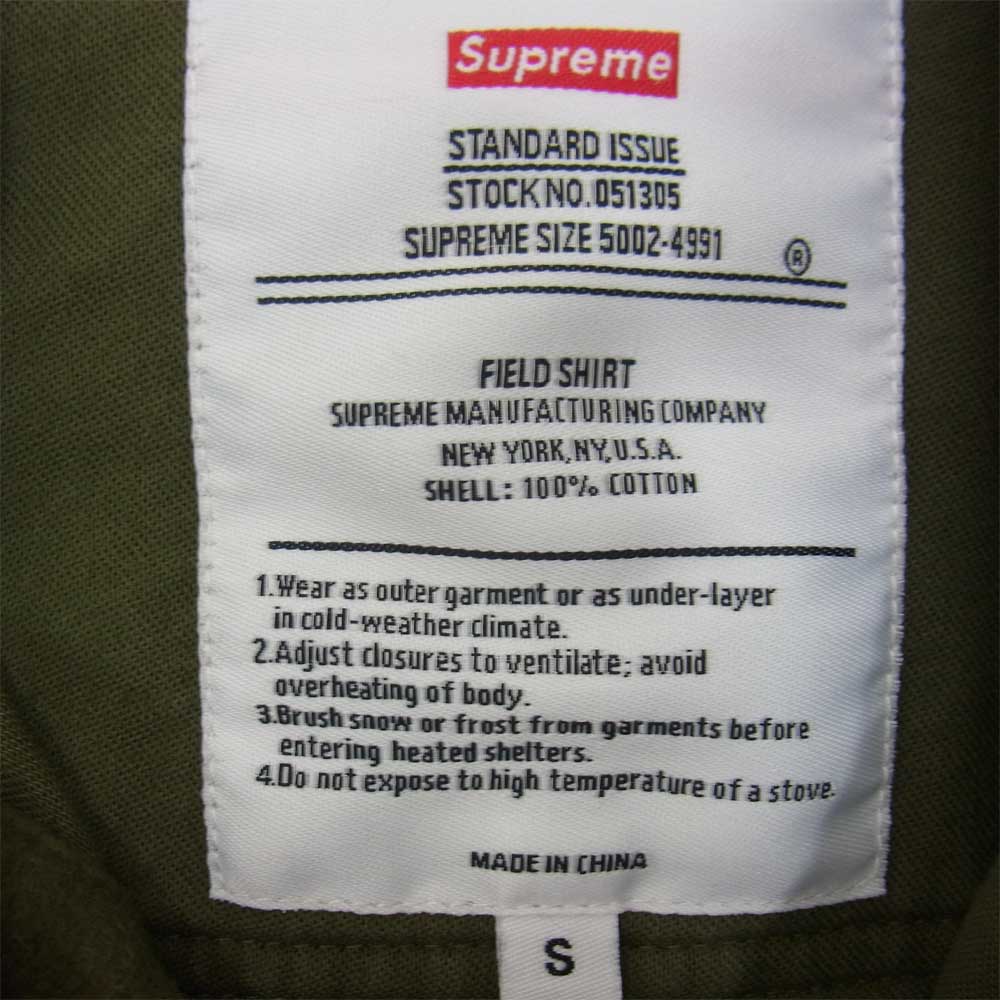 Supreme
STANDARD ISSUE
STOCK NO. 051305
SUPREME SIZE 5002-4991
®
FIELD SHIRT
SUPREME MANUFACTURING COMPANY
NEW YORK, NY, U.S.A.
SHELL: 100% COTTON
1.Wear as outer garment or as under-layer
in cold-weather climate.
2.Adjust closures to ventilate; avoid
overheating of body.
3.Brush snow or frost from garments before
entering heated shelters.
4.Do not expose to high temperature of a stove.
MADE IN CHINA
S